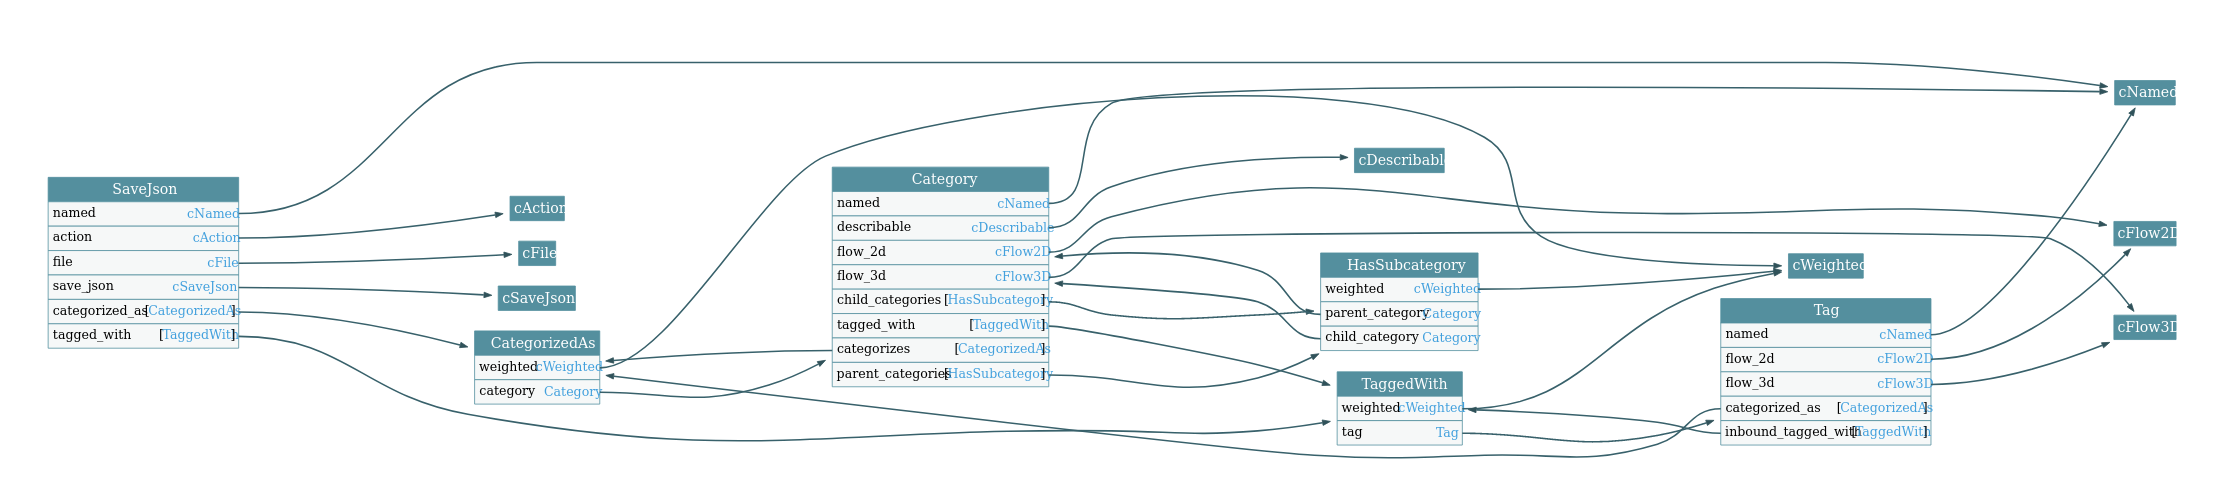 SaveJson
named cNamed
action cAction
file cFile
save_json cSaveJson
categorized_as [CategorizedAs]
tagged_with [TaggedWith]
cAction
cFile
cSaveJson
CategorizedAs
weighted cWeighted
category Category
Category
named cNamed
describable cDescribable
flow_2d cFlow2D
flow_3d cFlow3D
child_categories [HasSubcategory]
tagged_with [TaggedWith]
categorizes [CategorizedAs]
parent_categories [HasSubcategory]
cDescribable
HasSubcategory
weighted cWeighted
parent_category Category
child_category Category
TaggedWith
weighted cWeighted
tag Tag
cWeighted
Tag
named cNamed
flow_2d cFlow2D
flow_3d cFlow3D
categorized_as [CategorizedAs]
inbound_tagged_with [TaggedWith]
cNamed
cFlow2D
cFlow3D